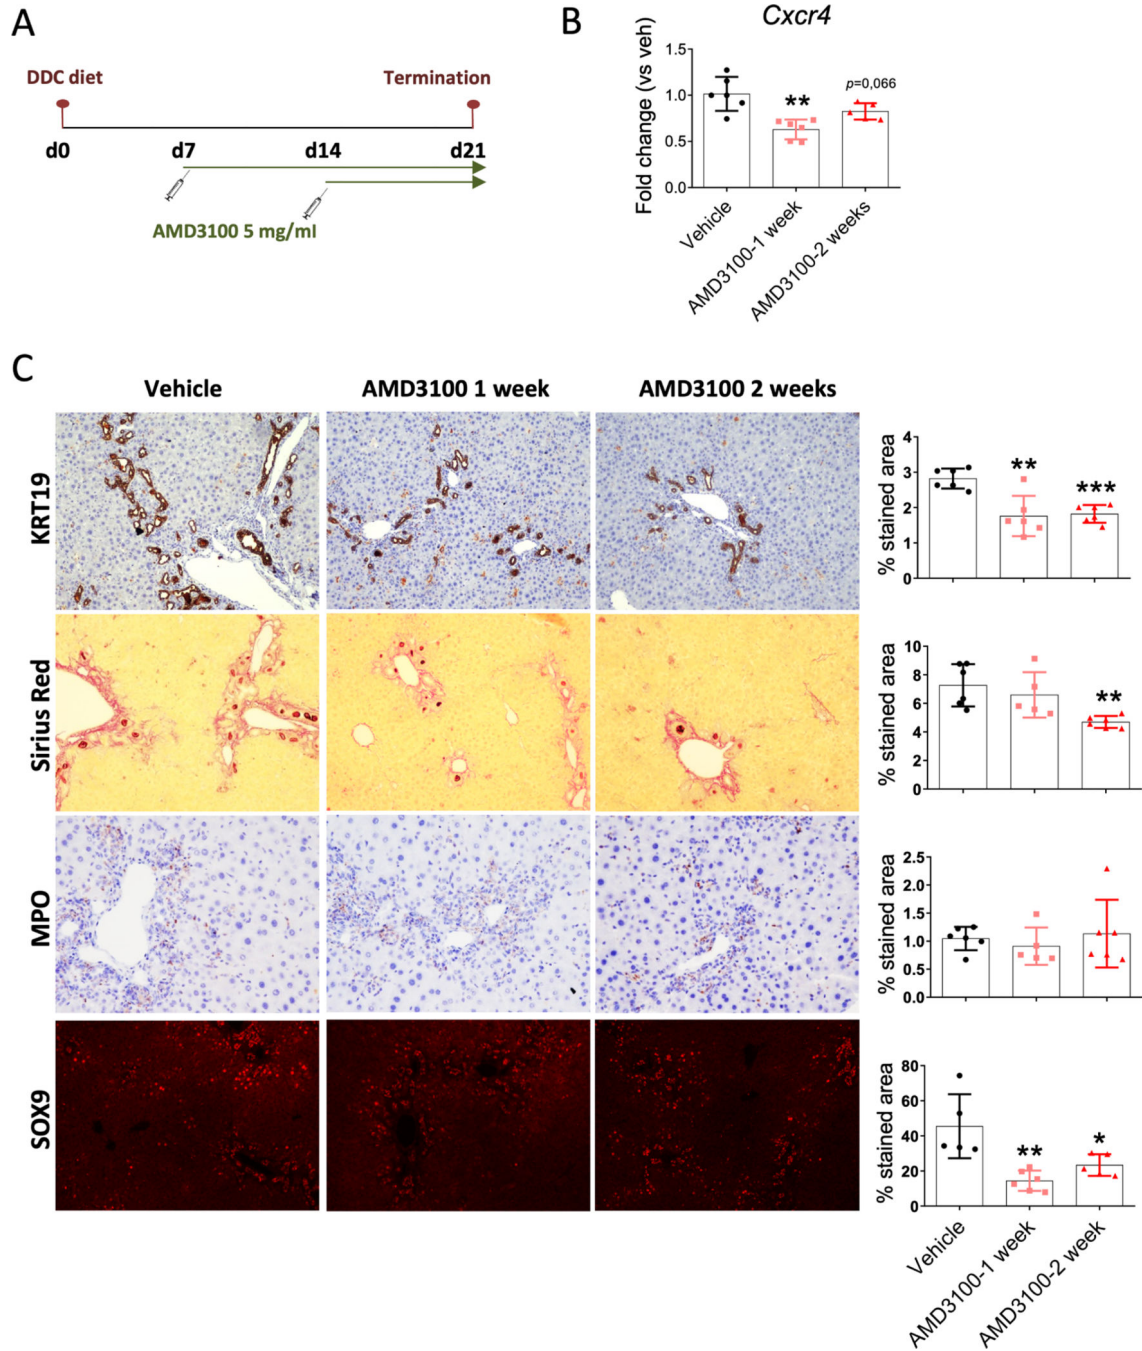 A
DDC diet
Termination
d0
d7
d14
d21
AMD3100 5 mg/ml
B
Cxcr4
Fold change (vs veh)
1.5
1.0
0.5
0.0
**
p=0,066
Vehicle
AMD3100-1 week
AMD3100-2 weeks
C
Vehicle
AMD3100 1 week
AMD3100 2 weeks
KRT19
% stained area
4
3
2
1
0
**
***
Sirius Red
% stained area
10
8
6
4
2
0
**
MPO
% stained area
2.5
2.0
1.5
1.0
0.5
0.0
SOX9
% stained area
80
60
40
20
0
**
*
Vehicle
AMD3100-1 week
AMD3100-2 week